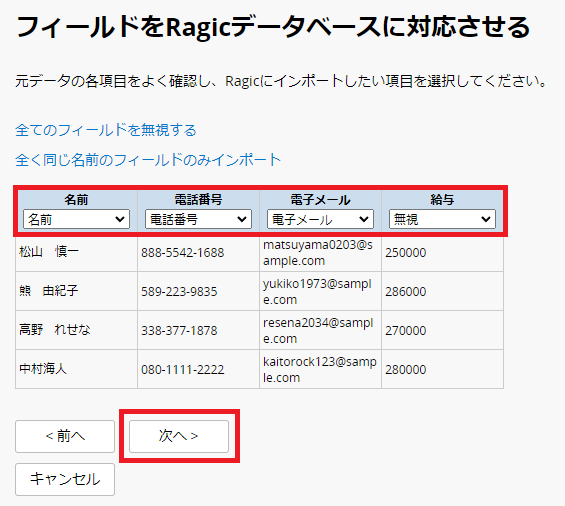 フィールドをRagicデータベースに対応させる
元データの各項目をよく確認し、Ragicにインポートしたい項目を選択してください。
全てのフィールドを無視する
全く同じ名前のフィールドのみインポート
名前 電話番号 電子メール 給与
名前 電話番号 電子メール 無視
松山 慎一 888-5542-1688 matsuyama0203@s
ample.com 250000
熊 由紀子 589-223-9835 yukiko1973@sample
.com 286000
高野 れせな 338-377-1878 resena2034@sampl
e.com 270000
中村海人 080-1111-2222 kaitorock123@samp
le.com 280000
< 前へ 次へ >
キャンセル